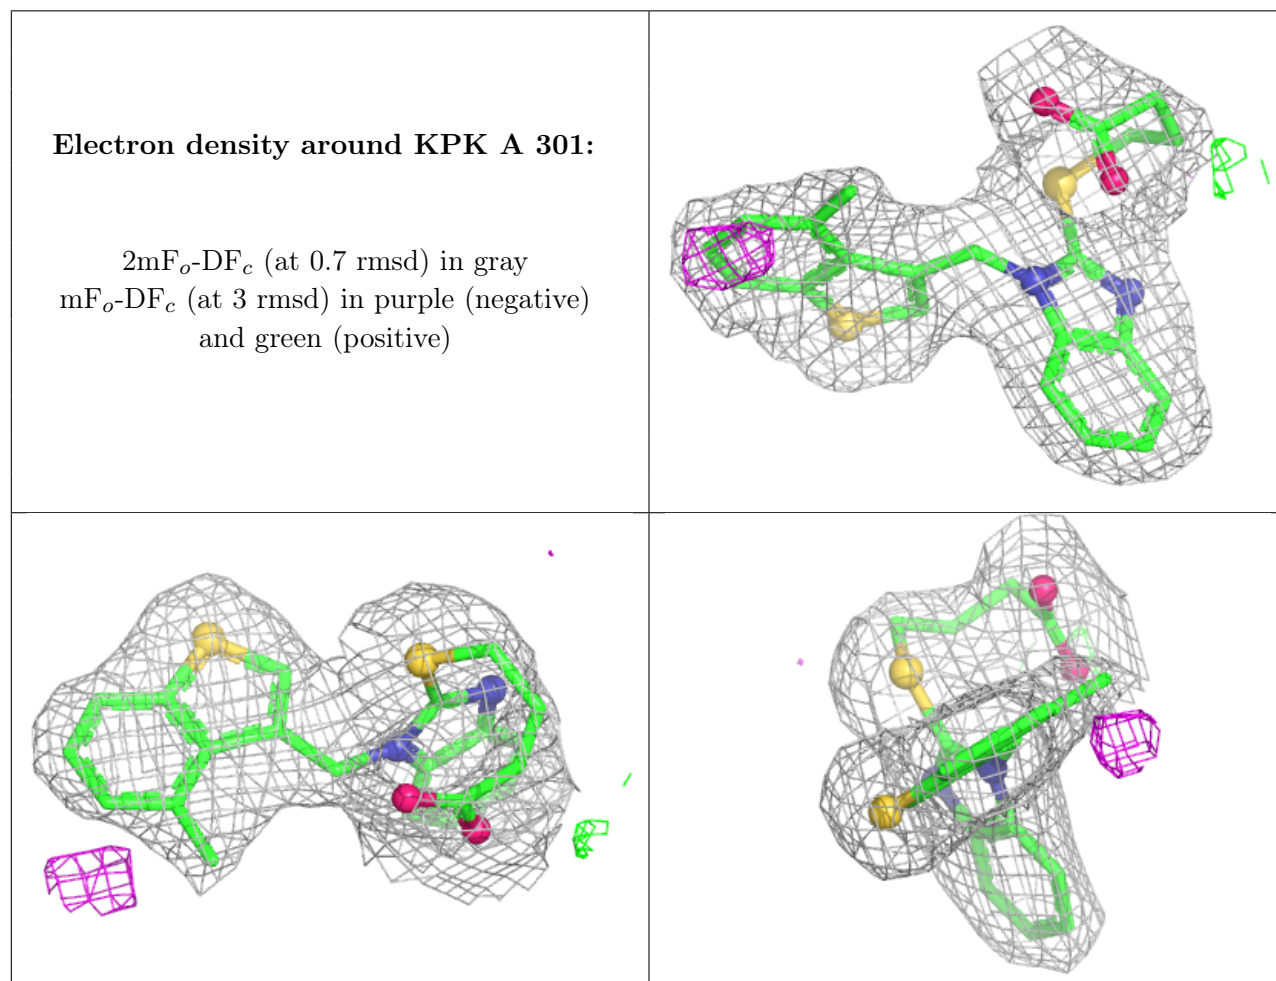 Electron density around KPK A 301:
2mFₒ-DF𝒸 (at 0.7 rmsd) in gray
mFₒ-DF𝒸 (at 3 rmsd) in purple (negative)
and green (positive)